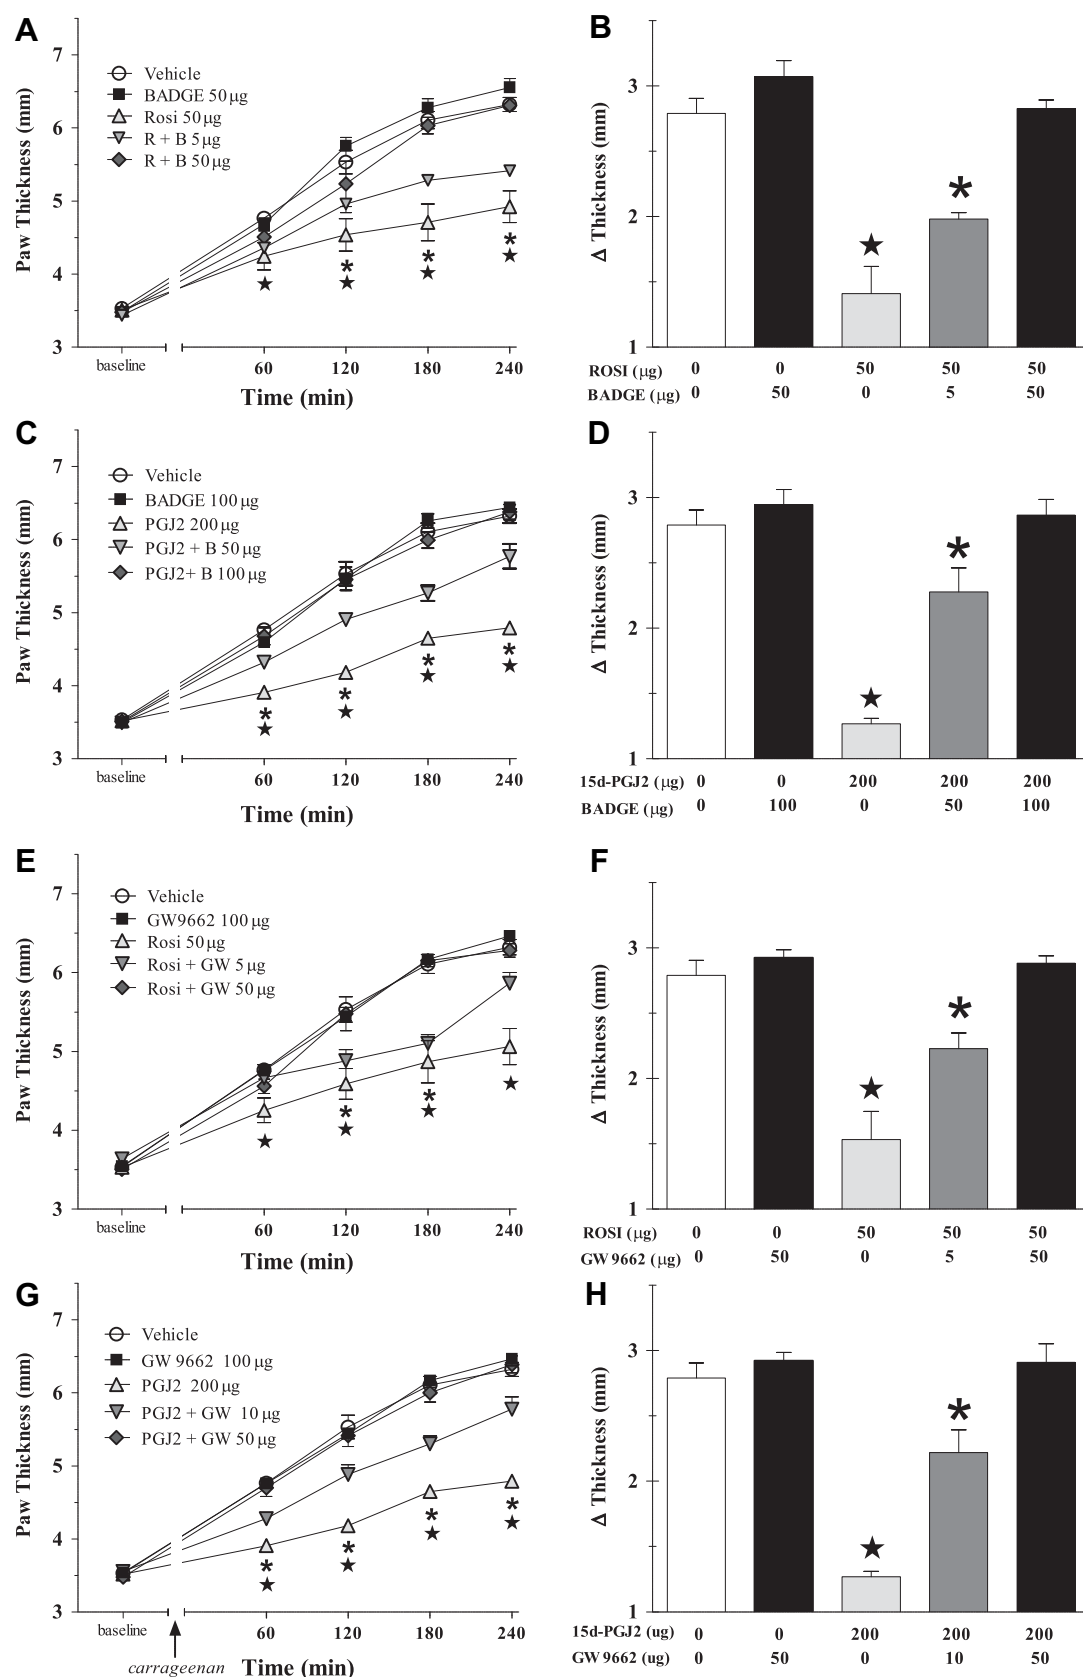 A
7
6
5
4
3
Paw Thickness (mm)
Vehicle
BADGE 50 µg
Rosi 50 µg
R + B 5 µg
R + B 50 µg
* * *
★ ★ ★ ★
baseline 60 120 180 240
Time (min)
B
3
2
1
Δ Thickness (mm)
★ *
ROSI (µg) 0 0 50 50 50
BADGE (µg) 0 50 0 5 50
C
7
6
5
4
3
Paw Thickness (mm)
Vehicle
BADGE 100 µg
PGJ2 200 µg
PGJ2 + B 50 µg
PGJ2+ B 100 µg
* * * *
★ ★ ★ ★
baseline 60 120 180 240
Time (min)
D
3
2
1
Δ Thickness (mm)
★ *
15d-PGJ2 (µg) 0 0 200 200 200
BADGE (µg) 0 100 0 50 100
E
7
6
5
4
3
Paw Thickness (mm)
Vehicle
GW9662 100 µg
Rosi 50 µg
Rosi + GW 5 µg
Rosi + GW 50 µg
* *
★ ★ ★ ★
baseline 60 120 180 240
Time (min)
F
3
2
1
Δ Thickness (mm)
★ *
ROSI (µg) 0 0 50 50 50
GW 9662 (µg) 0 50 0 5 50
G
7
6
5
4
3
Paw Thickness (mm)
Vehicle
GW 9662 100 µg
PGJ2 200 µg
PGJ2 + GW 10 µg
PGJ2 + GW 50 µg
* * * *
★ ★ ★ ★
baseline 60 120 180 240
carrageenan Time (min)
H
3
2
1
Δ Thickness (mm)
★ *
15d-PGJ2 (ug) 0 0 200 200 200
GW 9662 (ug) 0 50 0 10 50